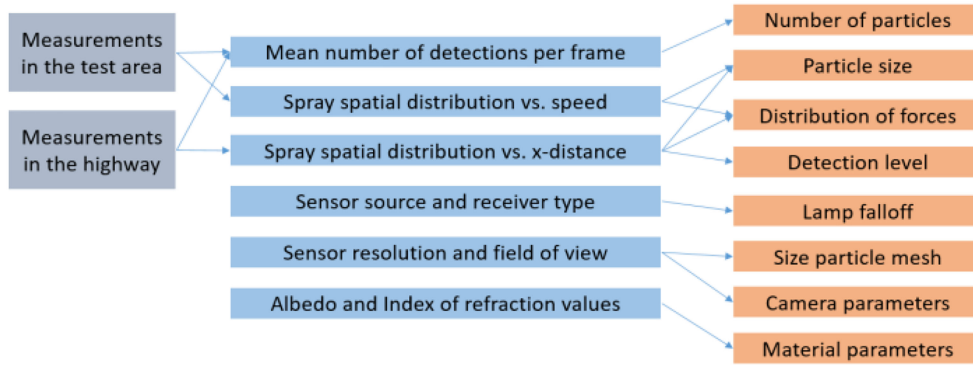 Measurements
in the test area
Measurements
in the highway
Mean number of detections per frame
Spray spatial distribution vs. speed
Spray spatial distribution vs. x-distance
Sensor source and receiver type
Sensor resolution and field of view
Albedo and Index of refraction values
Number of particles
Particle size
Distribution of forces
Detection level
Lamp falloff
Size particle mesh
Camera parameters
Material parameters